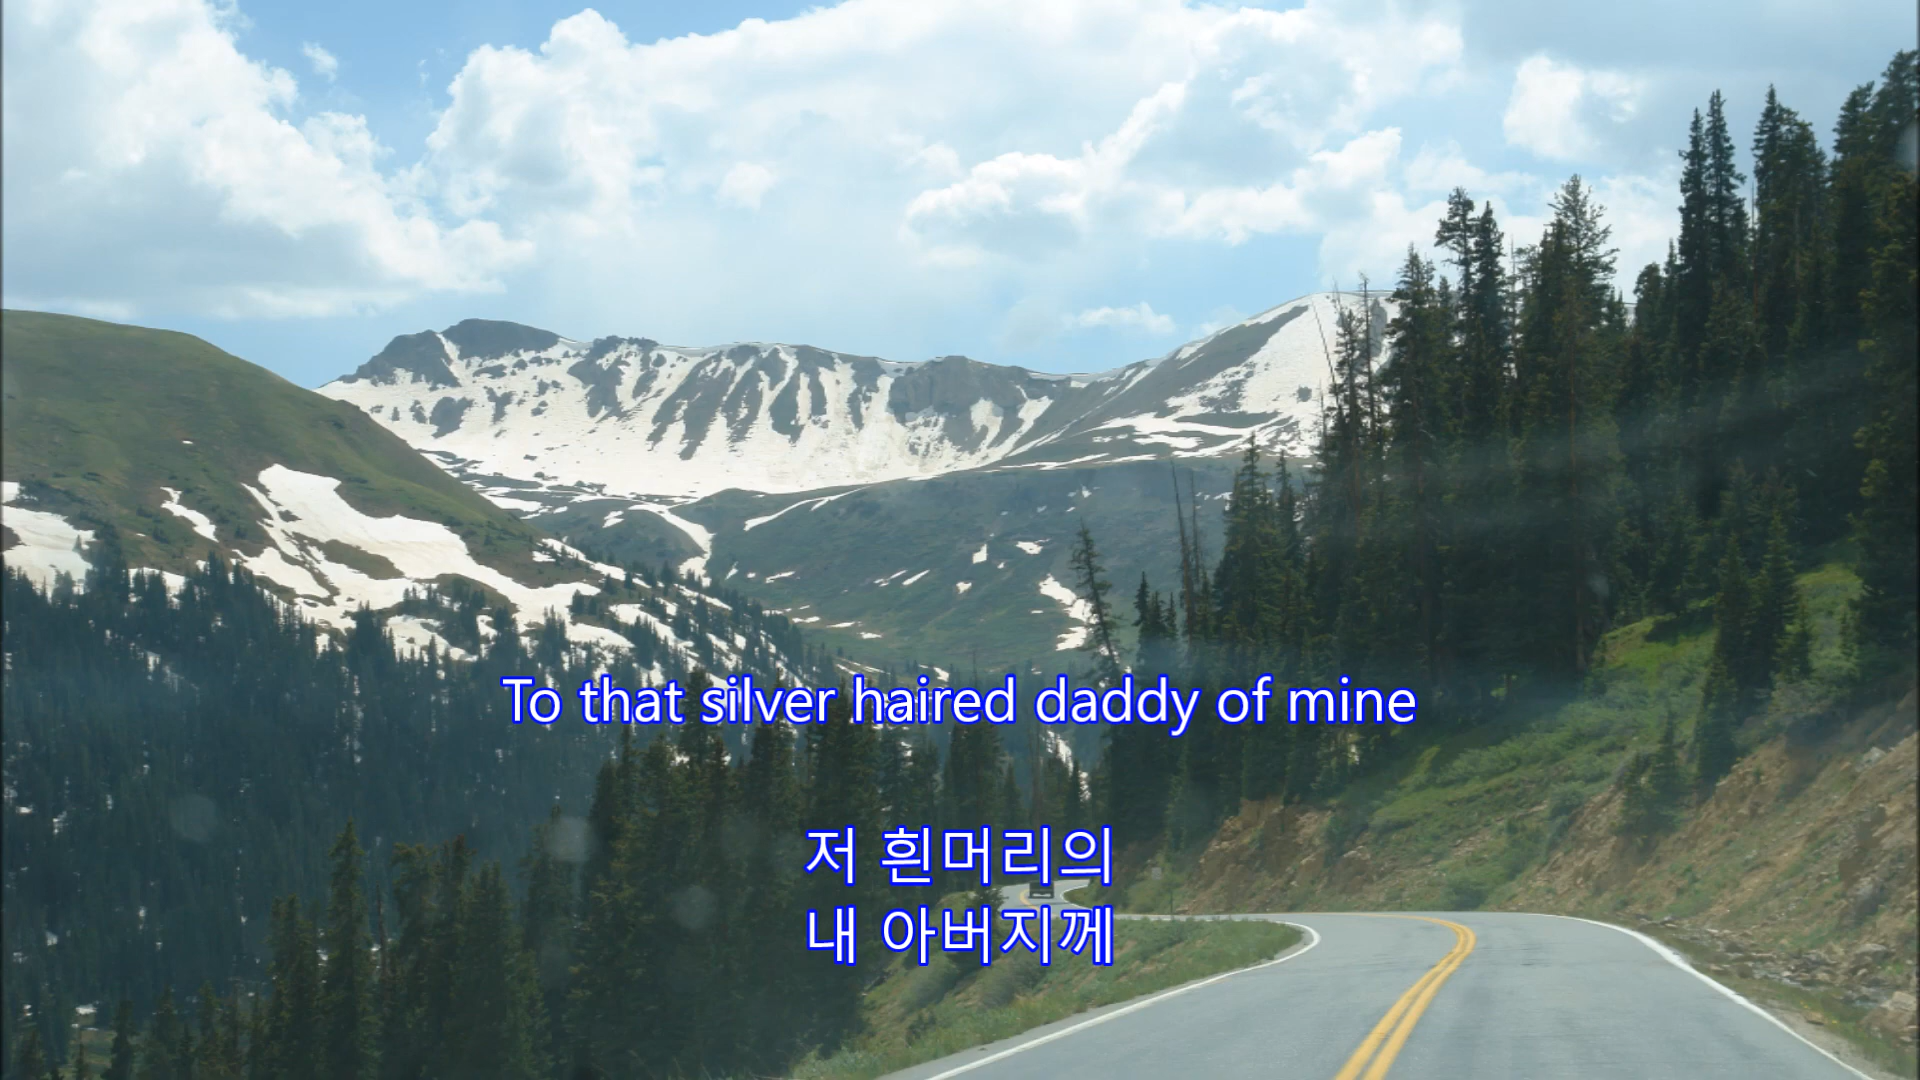 To that silver haired daddy of mine
저 흰머리의
내 아버지께